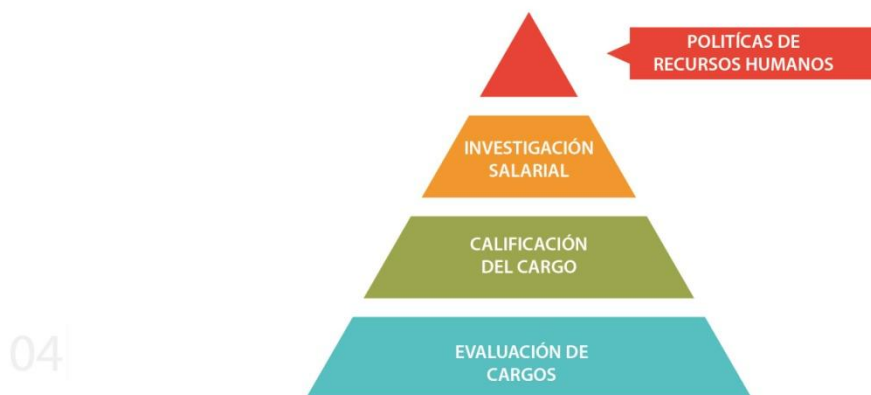 POLITÍCAS DE
RECURSOS HUMANOS
INVESTIGACIÓN
SALARIAL
CALIFICACIÓN
DEL CARGO
04
EVALUACIÓN DE
CARGOS